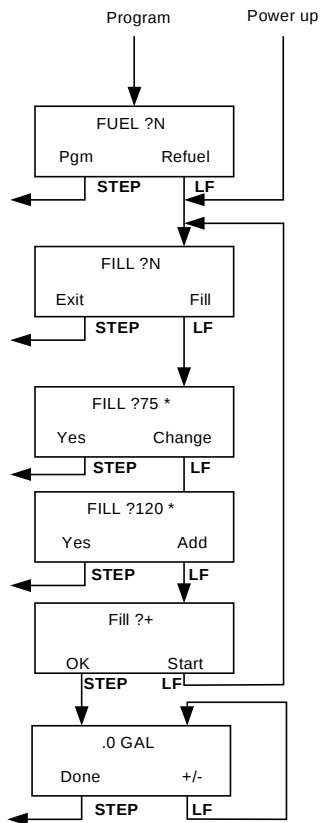 Program Power up
FUEL ?N
Pgm Refuel
STEP LF
FILL ?N
Exit Fill
STEP LF
FILL ?75 *
Yes Change
STEP LF
FILL ?120 *
Yes Add
STEP LF
Fill ?+
OK Start
STEP LF
.0 GAL
Done +/-
STEP LF